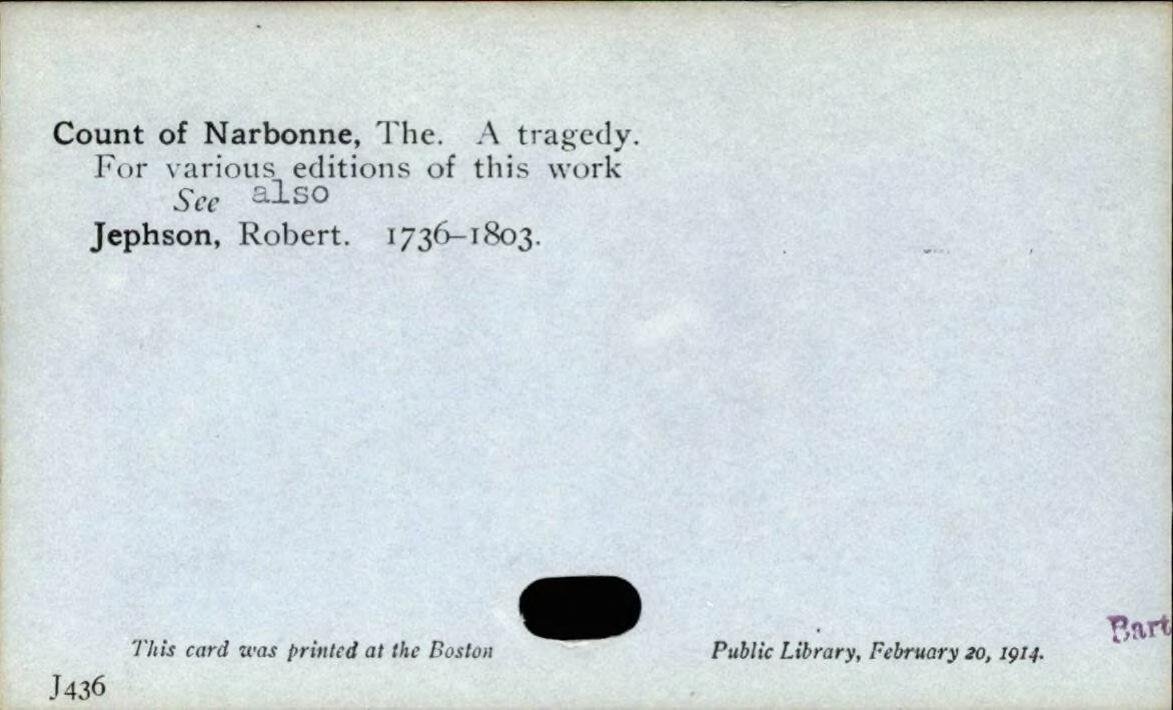 Count of Narbonne, The. A tragedy.
For various editions of this work
See also
Jephson, Robert. 1736–1803.
Bart
This card was printed at the Boston Public Library, February 20, 1914.
J436